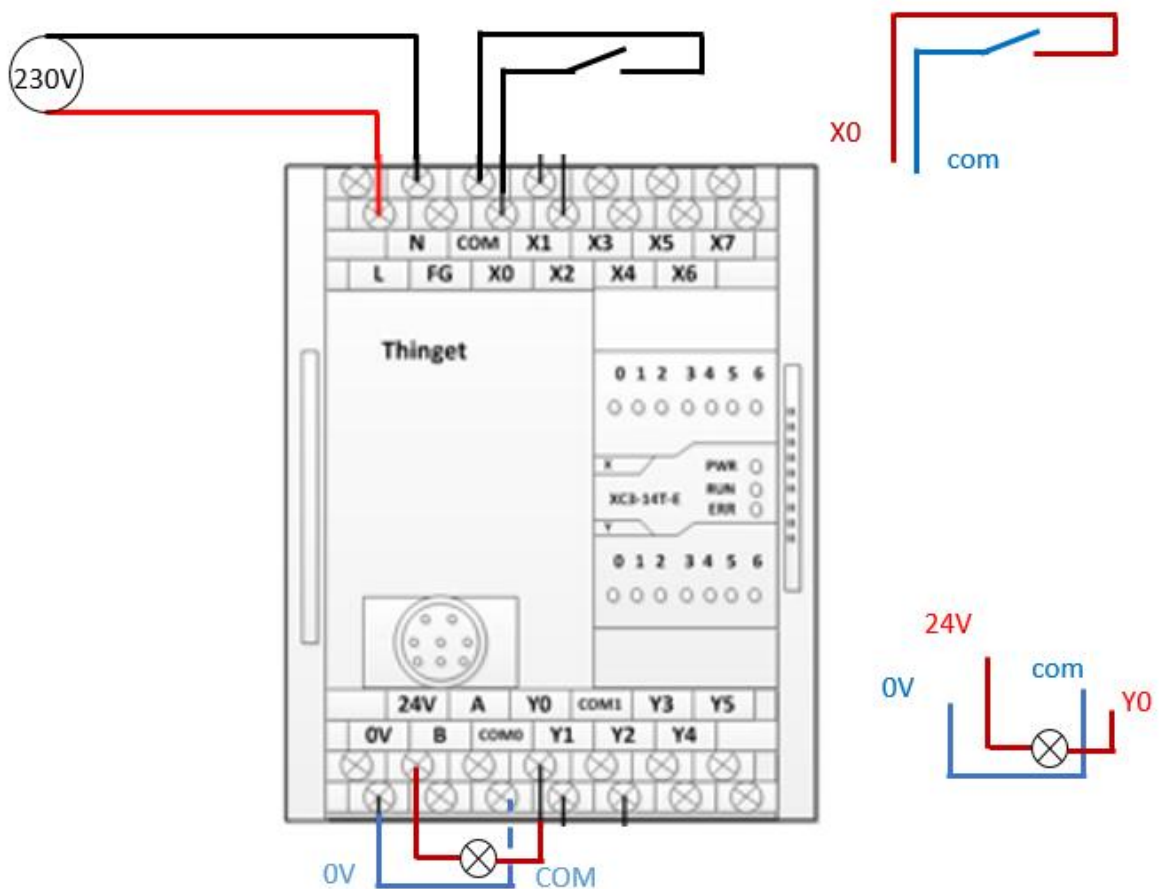 230V
X0
com
N COM X1 X3 X5 X7
L FG X0 X2 X4 X6
Thinget
0 1 2 3 4 5 6
X
PWR
RUN
XC3-14T-E
ERR
Y
0 1 2 3 4 5 6
24V
0V
com
Y0
24V A Y0 COM1 Y3 Y5
0V B COM0 Y1 Y2 Y4
0V
COM